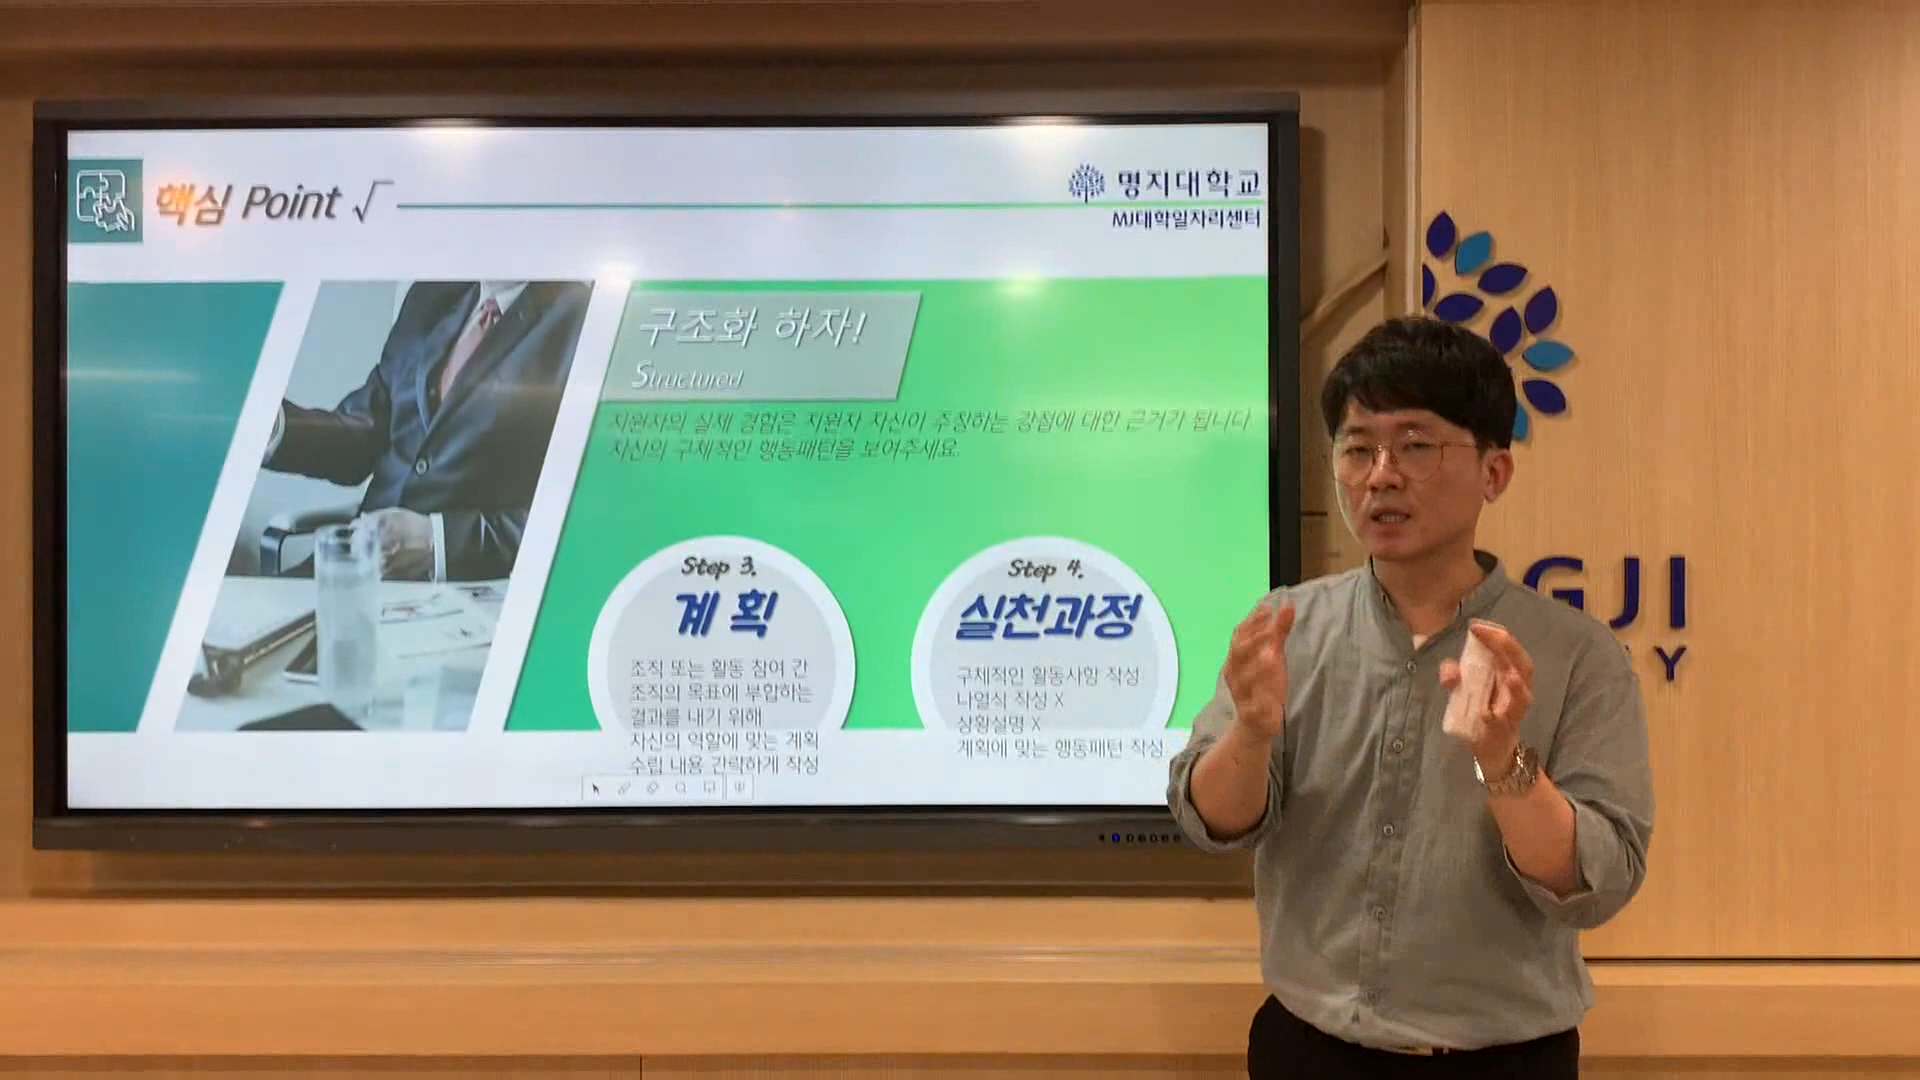 핵심 Point √
명지대학교
MJ대학일자리센터
구조화 하자!
Structured
지원자의 실제 경험은 지원자 자신이 주장하는 강점에 대한 근거가 됩니다
자신의 구체적인 행동패턴을 보여주세요.
Step 3.
계 획
조직 또는 활동 참여 간
조직의 목표에 부합하는
결과를 내기 위해
자신의 역할에 맞는 계획
수립 내용 간략하게 작성
Step 4.
실천과정
구체적인 활동사항 작성
나열식 작성 X
상황설명 X
계획에 맞는 행동패턴 작성
GJI
Y